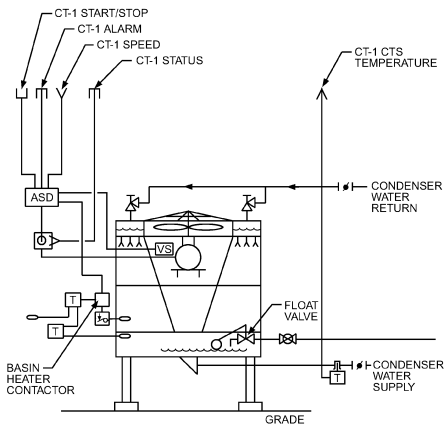 CT-1 START/STOP
CT-1 ALARM
CT-1 SPEED
CT-1 STATUS
CT-1 CTS
TEMPERATURE
ASD
CONDENSER
WATER
RETURN
VS
T
T
FLOAT
VALVE
BASIN
HEATER
CONTACTOR
CONDENSER
WATER
SUPPLY
T
GRADE